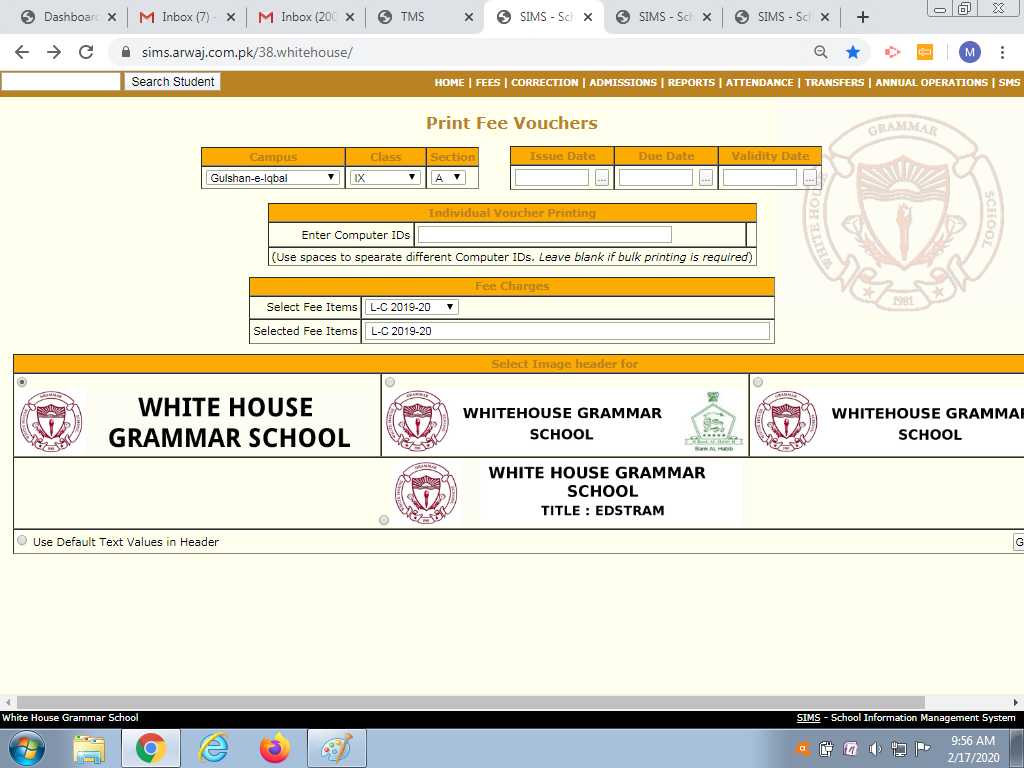 Dashboard
Inbox (7) -
Inbox (200
TMS
SIMS - Sch
SIMS - Sch
SIMS - Sch
sims.arwaj.com.pk/38.whitehouse/
M
Search Student
HOME | FEES | CORRECTION | ADMISSIONS | REPORTS | ATTENDANCE | TRANSFERS | ANNUAL OPERATIONS | SMS
Print Fee Vouchers
Campus Class Section Issue Date Due Date Validity Date
Gulshan-e-Iqbal IX A ... ... ...
Individual Voucher Printing
Enter Computer IDs
(Use spaces to spearate different Computer IDs. Leave blank if bulk printing is required)
GRAMMAR
WHITE HOUSE
SCHOOL
1981
Fee Charges
Select Fee Items L-C 2019-20
Selected Fee Items L-C 2019-20
Select Image header for
WHITE HOUSE
GRAMMAR SCHOOL
WHITEHOUSE GRAMMAR
SCHOOL
Bank AL Habib
WHITEHOUSE GRAMMAR
SCHOOL
WHITE HOUSE GRAMMAR
SCHOOL
TITLE : EDSTRAM
Use Default Text Values in Header
G
White House Grammar School
SIMS - School Information Management System
9:56 AM
2/17/2020